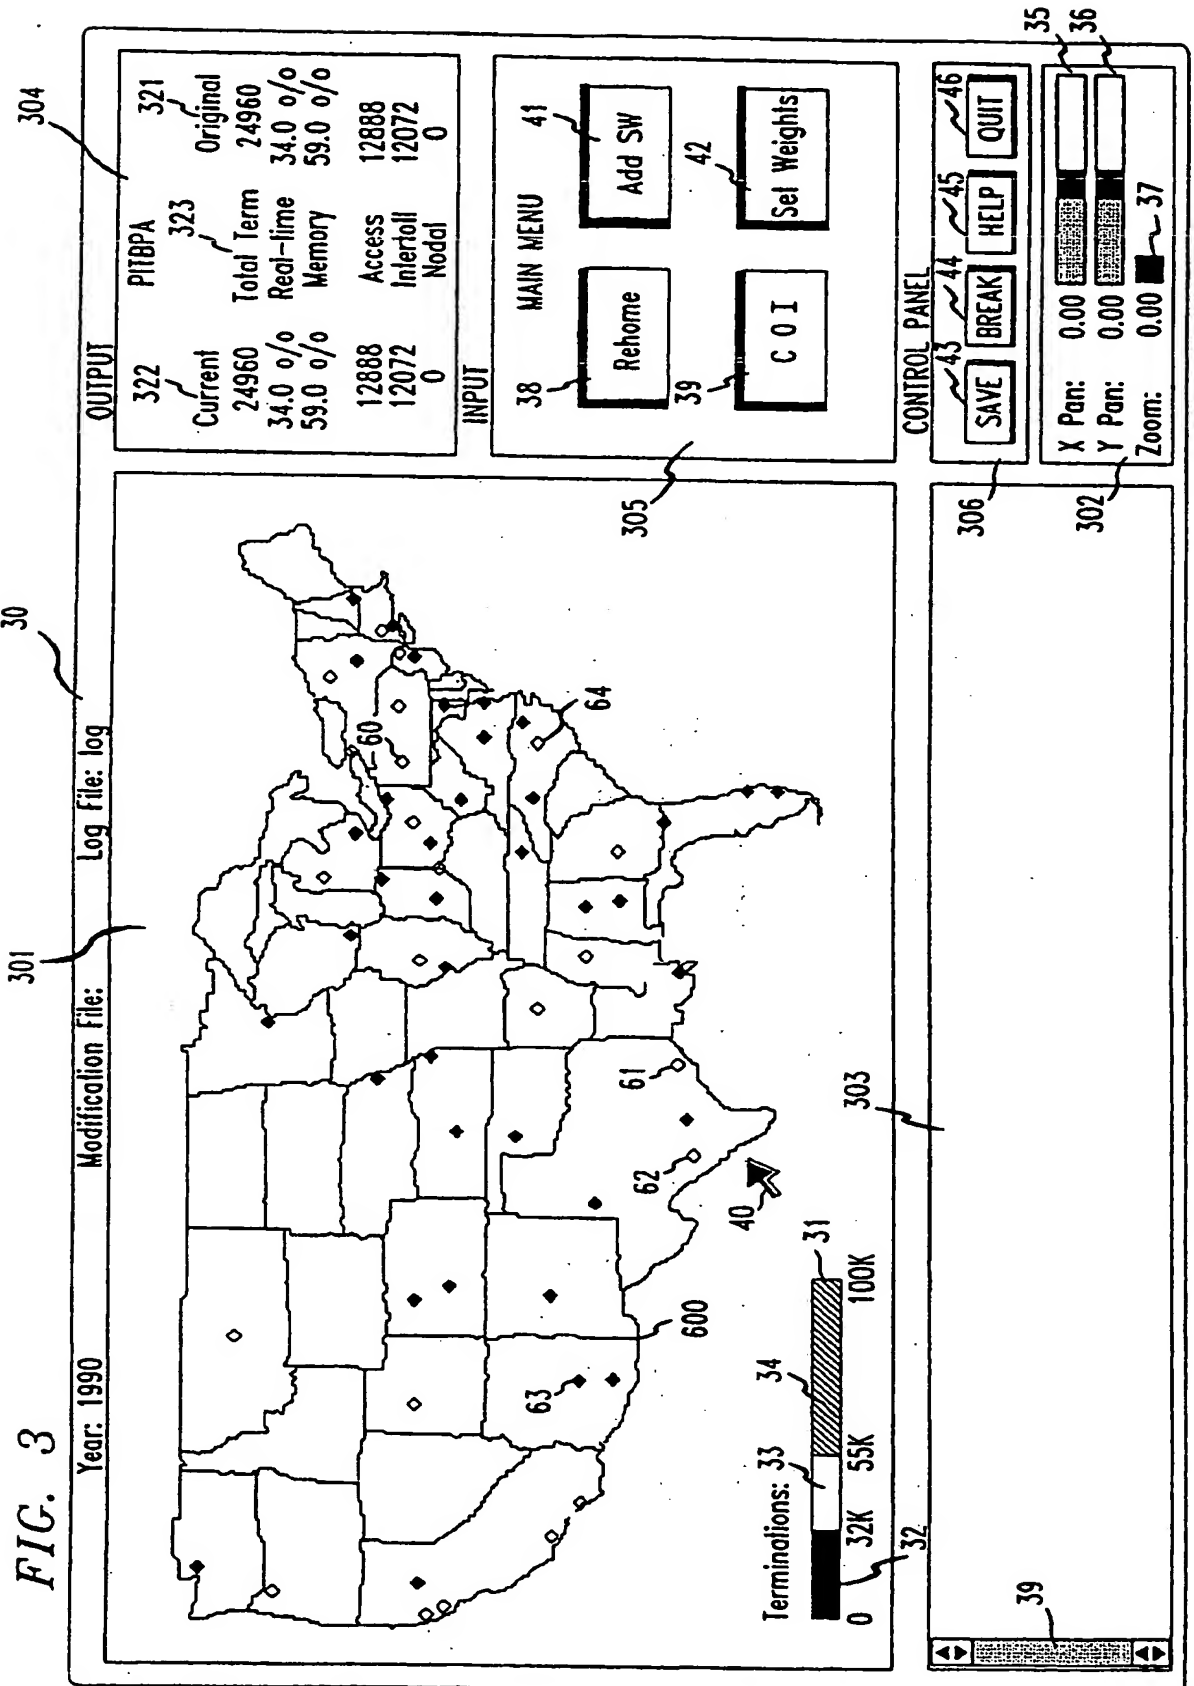 FIG. 3
30
Year: 1990 Modification File: Log File: log
301
304
OUTPUT
PITBPA
322 323 321
Current Total Term Original
24960 24960
34.0 o/o Real-time 34.0 o/o
59.0 o/o Memory 59.0 o/o
12888 Access 12888
12072 Intertoll 12072
0 Nodal 0
INPUT
MAIN MENU
38 41
Rehome Add SW
39 42
C O I Sel Weights
305
CONTROL PANEL
43 44 45 46
SAVE BREAK HELP QUIT
306
X Pan: 0.00 35
Y Pan: 0.00 36
Zoom: 0.00 37
302
60
64
61
62
63
600
40
Terminations: 33 34 31
0 32K 55K 100K
32
303
39